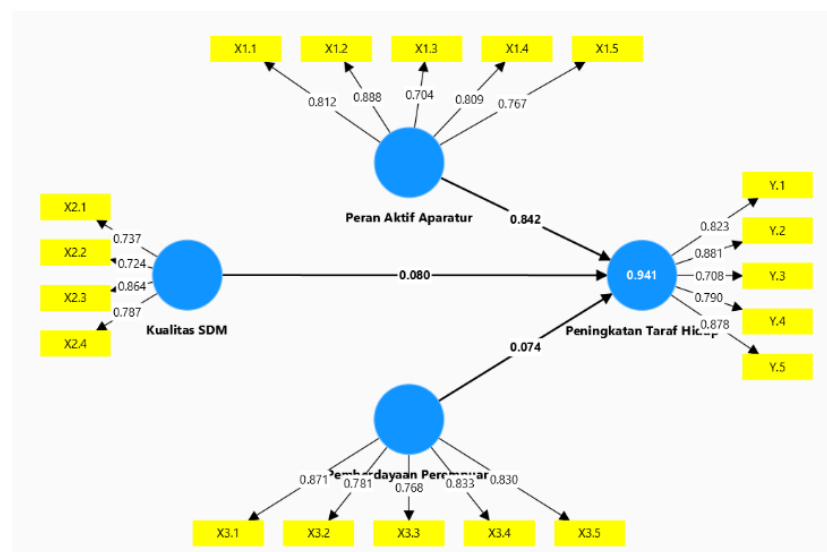 X1.1 X1.2 X1.3 X1.4 X1.5
0.812 0.888 0.704 0.809 0.767
Peran Aktif Aparatur
0.842
X2.1
X2.2
X2.3
X2.4
0.737
0.724
0.864
0.787
Kualitas SDM
0.080
0.941
Peningkatan Taraf
0.074
Y.1
Y.2
Y.3
Y.4
Y.5
0.823
0.881
0.708
0.790
0.878
0.871 0.781 0.768 0.833 0.830
X3.1 X3.2 X3.3 X3.4 X3.5